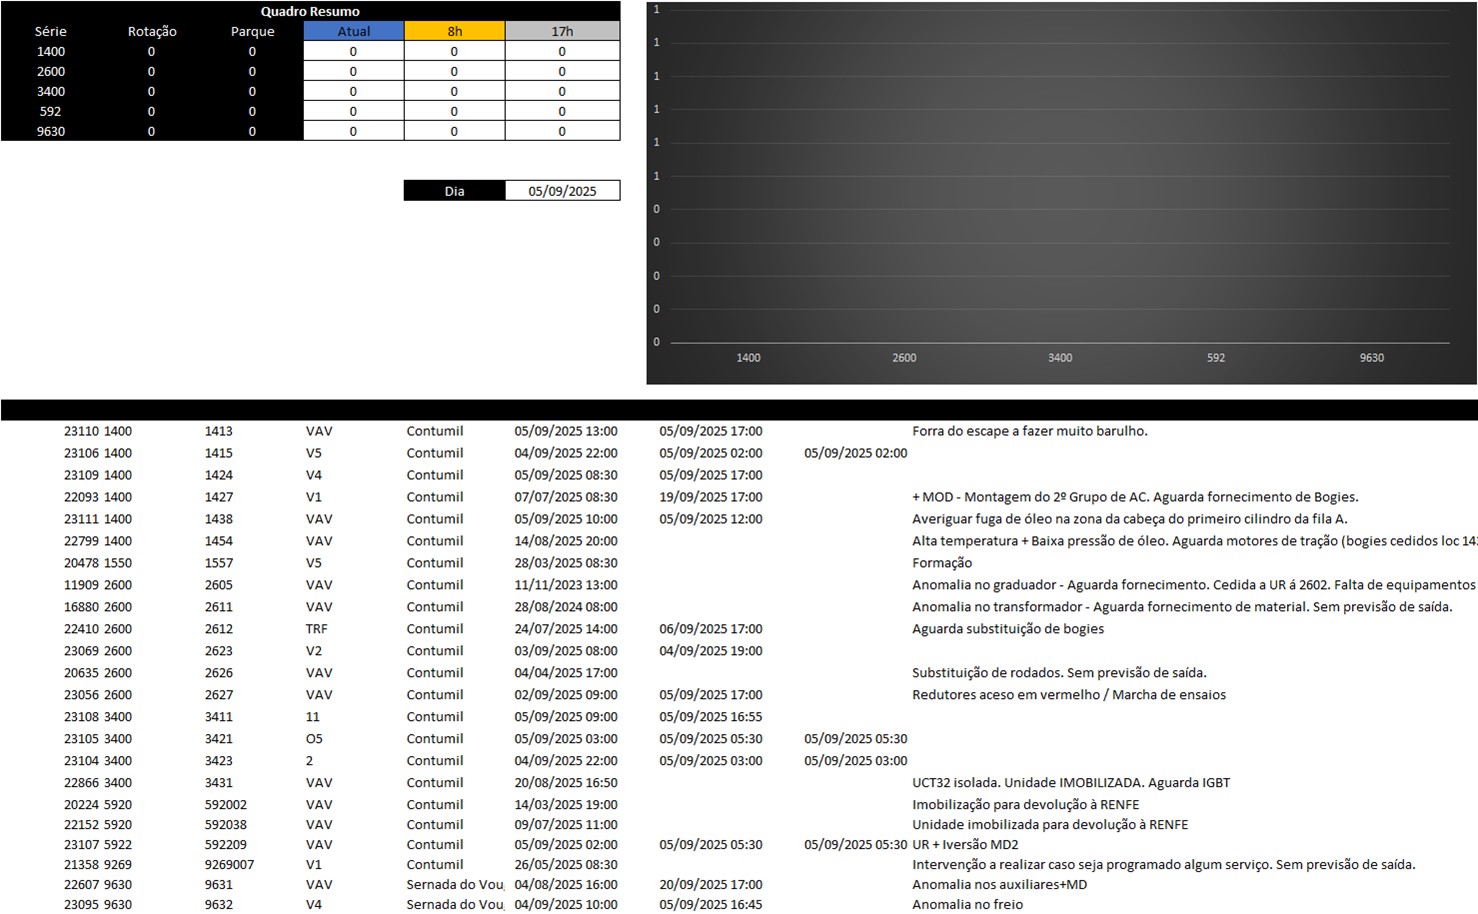 Quadro Resumo
Série Rotação Parque Atual 8h 17h
1400 0 0 0 0 0
2600 0 0 0 0 0
3400 0 0 0 0 0
592 0 0 0 0 0
9630 0 0 0 0 0
Dia 05/09/2025
1
1
1
1
1
1
0
0
0
0
0
1400 2600 3400 592 9630
23110 1400 1413 VAV Contumil 05/09/2025 13:00 05/09/2025 17:00 Forra do escape a fazer muito barulho.
23106 1400 1415 V5 Contumil 04/09/2025 22:00 05/09/2025 02:00 05/09/2025 02:00
23109 1400 1424 V4 Contumil 05/09/2025 08:30 05/09/2025 17:00
22093 1400 1427 V1 Contumil 07/07/2025 08:30 19/09/2025 17:00 + MOD - Montagem do 2º Grupo de AC. Aguarda fornecimento de Bogies.
23111 1400 1438 VAV Contumil 05/09/2025 10:00 05/09/2025 12:00 Averiguar fuga de óleo na zona da cabeça do primeiro cilindro da fila A.
22799 1400 1454 VAV Contumil 14/08/2025 20:00 Alta temperatura + Baixa pressão de óleo. Aguarda motores de tração (bogies cedidos loc
20478 1550 1557 V5 Contumil 28/03/2025 08:30 Formação
11909 2600 2605 VAV Contumil 11/11/2023 13:00 Anomalia no graduador - Aguarda fornecimento. Cedida a UR á 2602. Falta de equipamentos
16880 2600 2611 VAV Contumil 28/08/2024 08:00 Anomalia no transformador - Aguarda fornecimento de material. Sem previsão de saída.
22410 2600 2612 TRF Contumil 24/07/2025 14:00 06/09/2025 17:00 Aguarda substituição de bogies
23069 2600 2623 V2 Contumil 03/09/2025 08:00 04/09/2025 19:00
20635 2600 2626 VAV Contumil 04/04/2025 17:00 Substituição de rodados. Sem previsão de saída.
23056 2600 2627 VAV Contumil 02/09/2025 09:00 05/09/2025 17:00 Redutores aceso em vermelho / Marcha de ensaios
23108 3400 3411 11 Contumil 05/09/2025 09:00 05/09/2025 16:55
23105 3400 3421 O5 Contumil 05/09/2025 03:00 05/09/2025 05:30 05/09/2025 05:30
23104 3400 3423 2 Contumil 04/09/2025 22:00 05/09/2025 03:00 05/09/2025 03:00
22866 3400 3431 VAV Contumil 20/08/2025 16:50 UCT32 isolada. Unidade IMOBILIZADA. Aguarda IGBT
20224 5920 592002 VAV Contumil 14/03/2025 19:00 Imobilização para devolução à RENFE
22152 5920 592038 VAV Contumil 09/07/2025 11:00 Unidade imobilizada para devolução à RENFE
23107 5922 592209 VAV Contumil 05/09/2025 02:00 05/09/2025 05:30 05/09/2025 05:30 UR + Iversão MD2
21358 9269 9269007 V1 Contumil 26/05/2025 08:30 Intervenção a realizar caso seja programado algum serviço. Sem previsão de saída.
22607 9630 9631 VAV Sernada do Vou 04/08/2025 16:00 20/09/2025 17:00 Anomalia nos auxiliares+MD
23095 9630 9632 V4 Sernada do Vou 04/09/2025 10:00 05/09/2025 16:45 Anomalia no freio